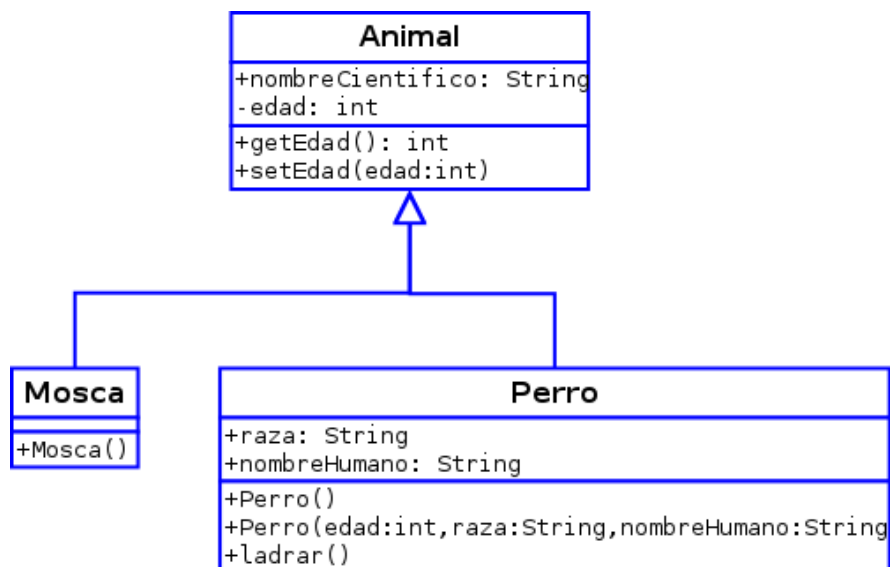 Animal
+nombreCientifico: String
-edad: int
+getEdad(): int
+setEdad(edad:int)
Mosca
+Mosca()
Perro
+raza: String
+nombreHumano: String
+Perro()
+Perro(edad:int,raza:String,nombreHumano:String
+ladrar()